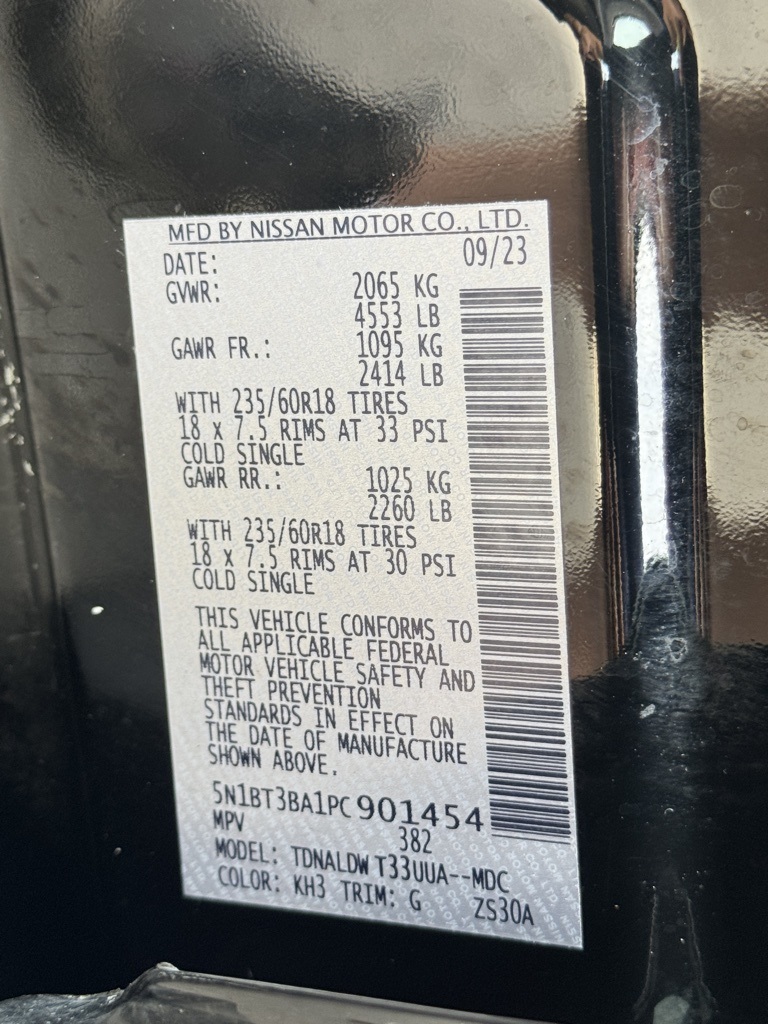 MFD BY NISSAN MOTOR CO., LTD.
DATE: 09/23
GVWR: 2065 KG
4553 LB
GAWR FR.: 1095 KG
2414 LB
WITH 235/60R18 TIRES
18 x 7.5 RIMS AT 33 PSI
COLD SINGLE
GAWR RR.: 1025 KG
2260 LB
WITH 235/60R18 TIRES
18 x 7.5 RIMS AT 30 PSI
COLD SINGLE
THIS VEHICLE CONFORMS TO
ALL APPLICABLE FEDERAL
MOTOR VEHICLE SAFETY AND
THEFT PREVENTION
STANDARDS IN EFFECT ON
THE DATE OF MANUFACTURE
SHOWN ABOVE.
5N1BT3BA1PC901454
MPV 382
MODEL: TDNALDW T33UUA--MDC
COLOR: KH3 TRIM: G ZS30A